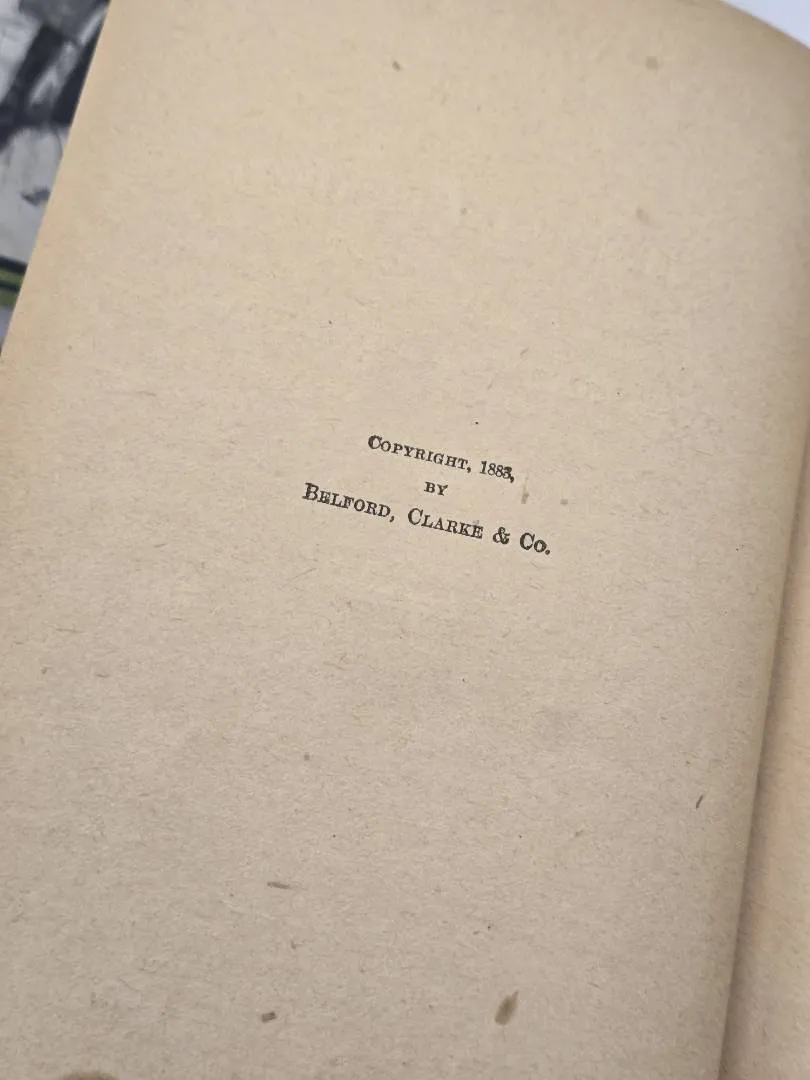 COPYRIGHT, 1883,
BY
BELFORD, CLARKE & CO.